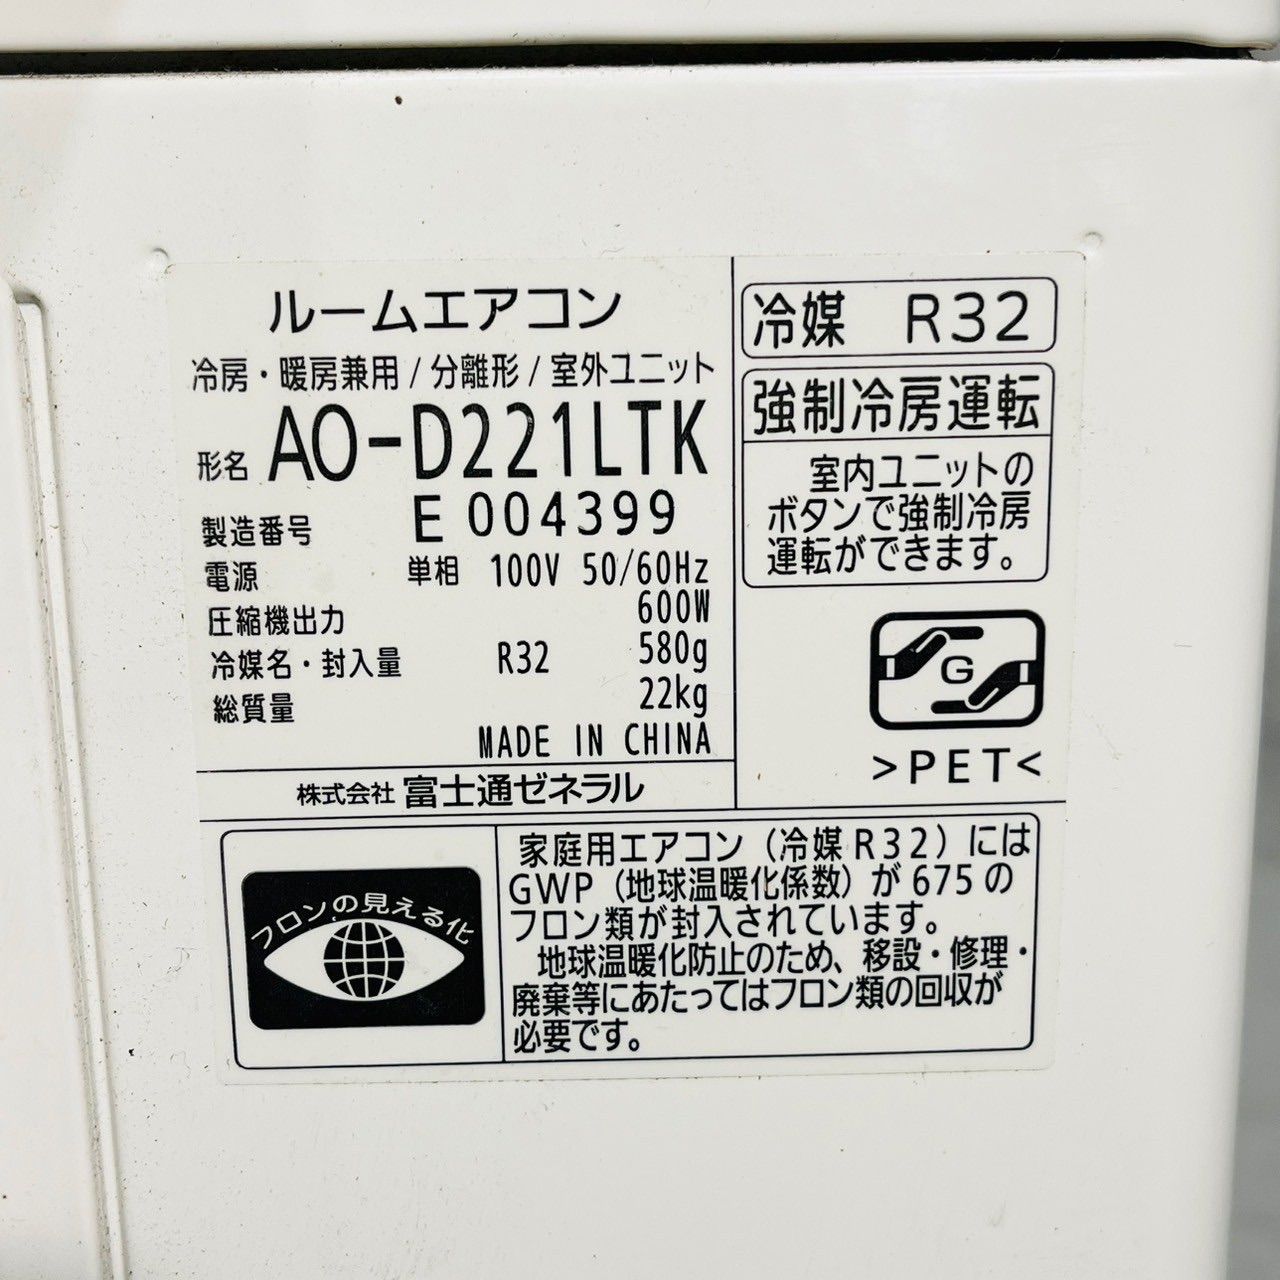 ルームエアコン
冷房・暖房兼用/分離形/室外ユニット
形名 AO-D221LTK
製造番号 E 004399
電源 単相 100V 50/60Hz
圧縮機出力 600W
冷媒名・封入量 R32 580g
総質量 22kg
MADE IN CHINA
株式会社 富士通ゼネラル
冷媒 R32
強制冷房運転
室内ユニットの
ボタンで強制冷房
運転ができます。
G
>PET<
フロンの見える化
家庭用エアコン(冷媒R32)には
GWP(地球温暖化係数)が675の
フロン類が封入されています。
地球温暖化防止のため、移設・修理・
廃棄等にあたってはフロン類の回収が
必要です。